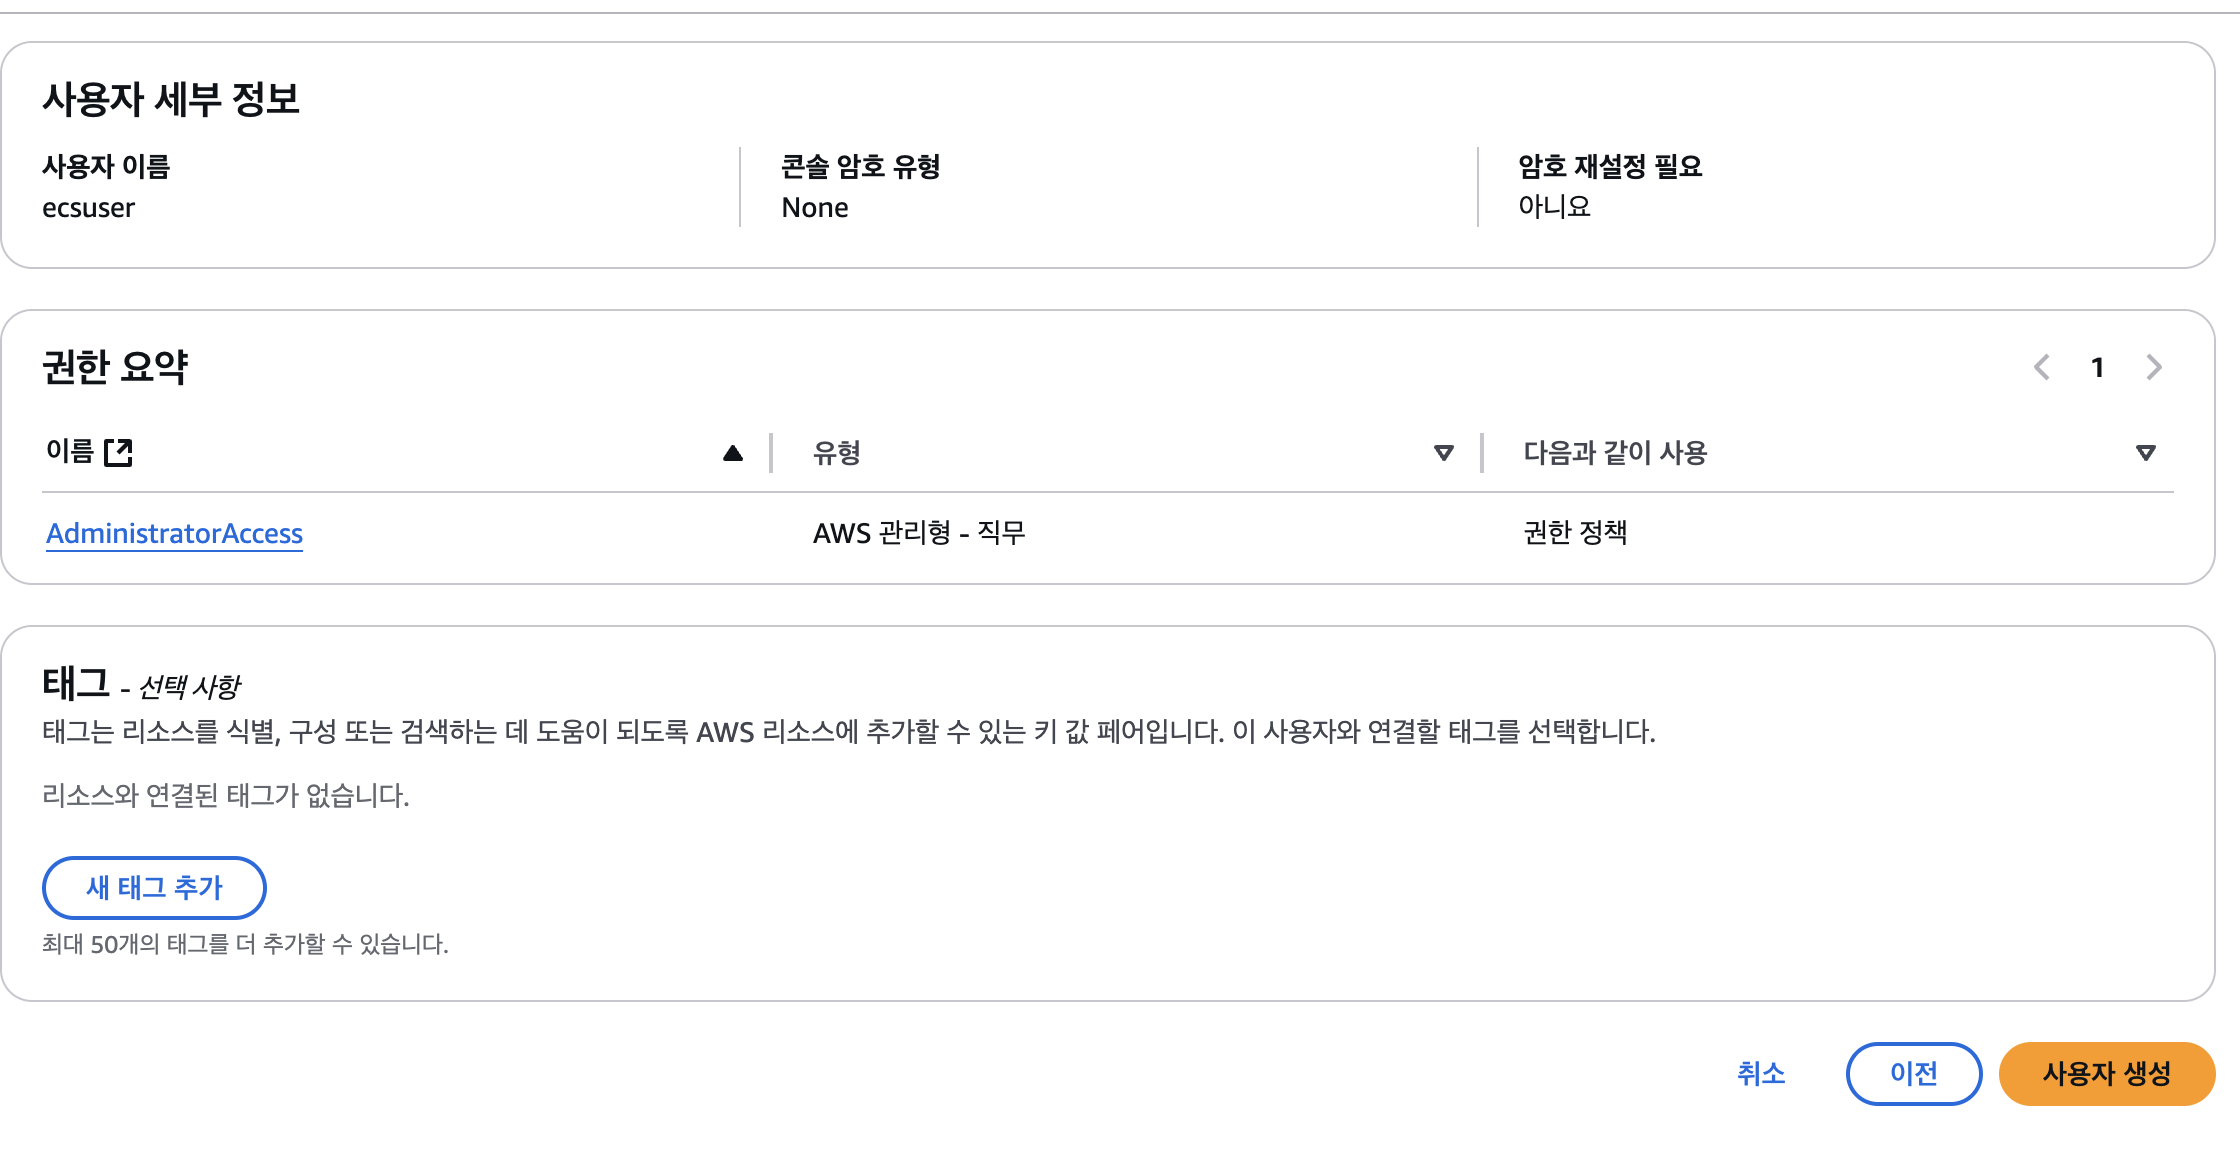 사용자 세부 정보
사용자 이름
ecsuser
콘솔 암호 유형
None
암호 재설정 필요
아니요
권한 요약
1
이름 유형 다음과 같이 사용
AdministratorAccess AWS 관리형 - 직무 권한 정책
태그 - 선택 사항
태그는 리소스를 식별, 구성 또는 검색하는 데 도움이 되도록 AWS 리소스에 추가할 수 있는 키 값 페어입니다. 이 사용자와 연결할 태그를 선택합니다.
리소스와 연결된 태그가 없습니다.
새 태그 추가
최대 50개의 태그를 더 추가할 수 있습니다.
취소 이전 사용자 생성